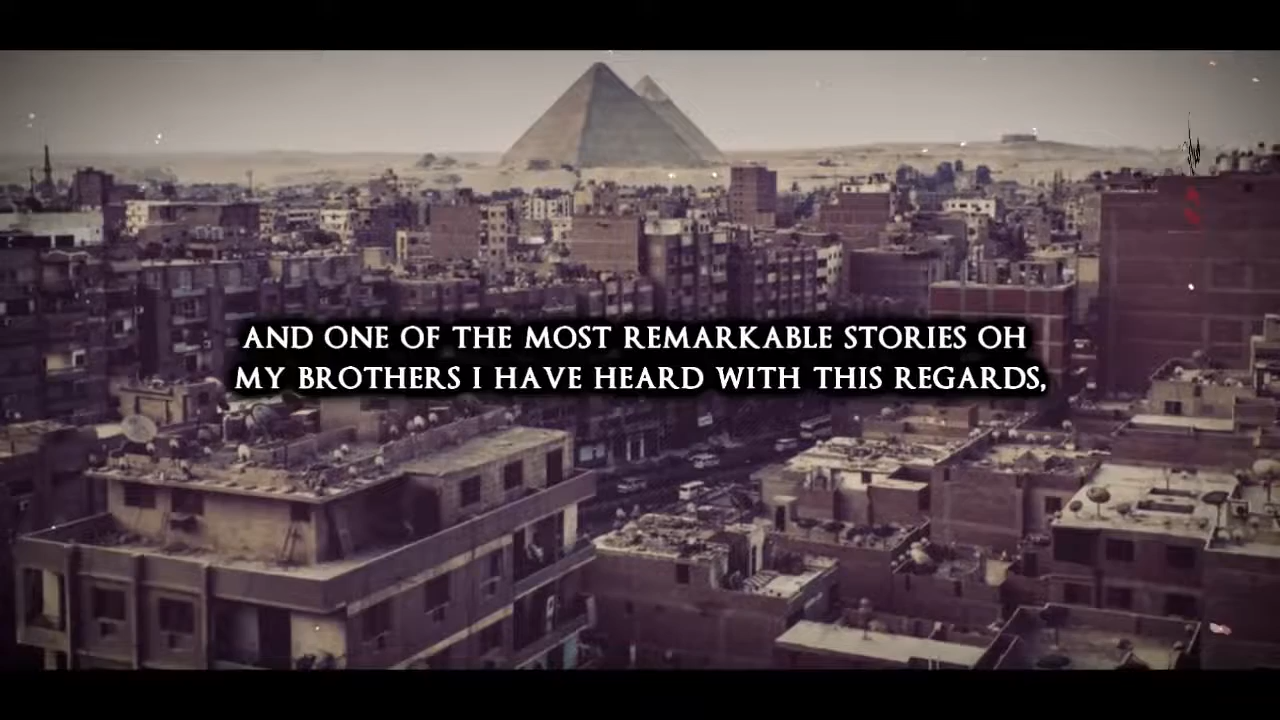 AND ONE OF THE MOST REMARKABLE STORIES OH
MY BROTHERS I HAVE HEARD WITH THIS REGARDS,